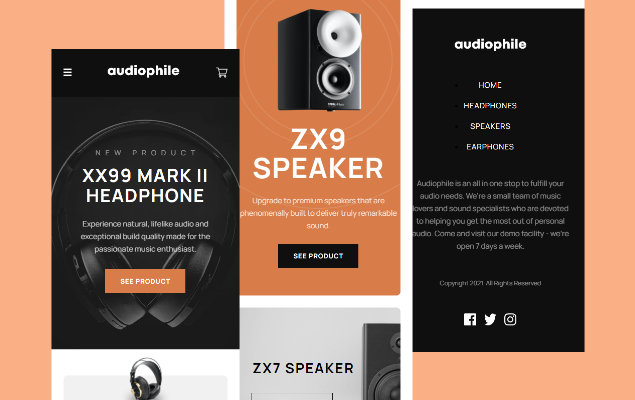 audiophile
NEW PRODUCT
XX99 MARK II
HEADPHONE
Experience natural, lifelike audio and
exceptional build quality made for the
passionate music enthusiast.
SEE PRODUCT
ZX9
SPEAKER
Upgrade to premium speakers that are
phenomenally built to deliver truly remarkable
sound.
SEE PRODUCT
ZX7 SPEAKER
audiophile
HOME
HEADPHONES
SPEAKERS
EARPHONES
Audiophile is an all in one stop to fulfill your
audio needs. We're a small team of music
lovers and sound specialists who are devoted
to helping you get the most out of personal
audio. Come and visit our demo facility - we're
open 7 days a week.
Copyright 2021. All Rights Reserved